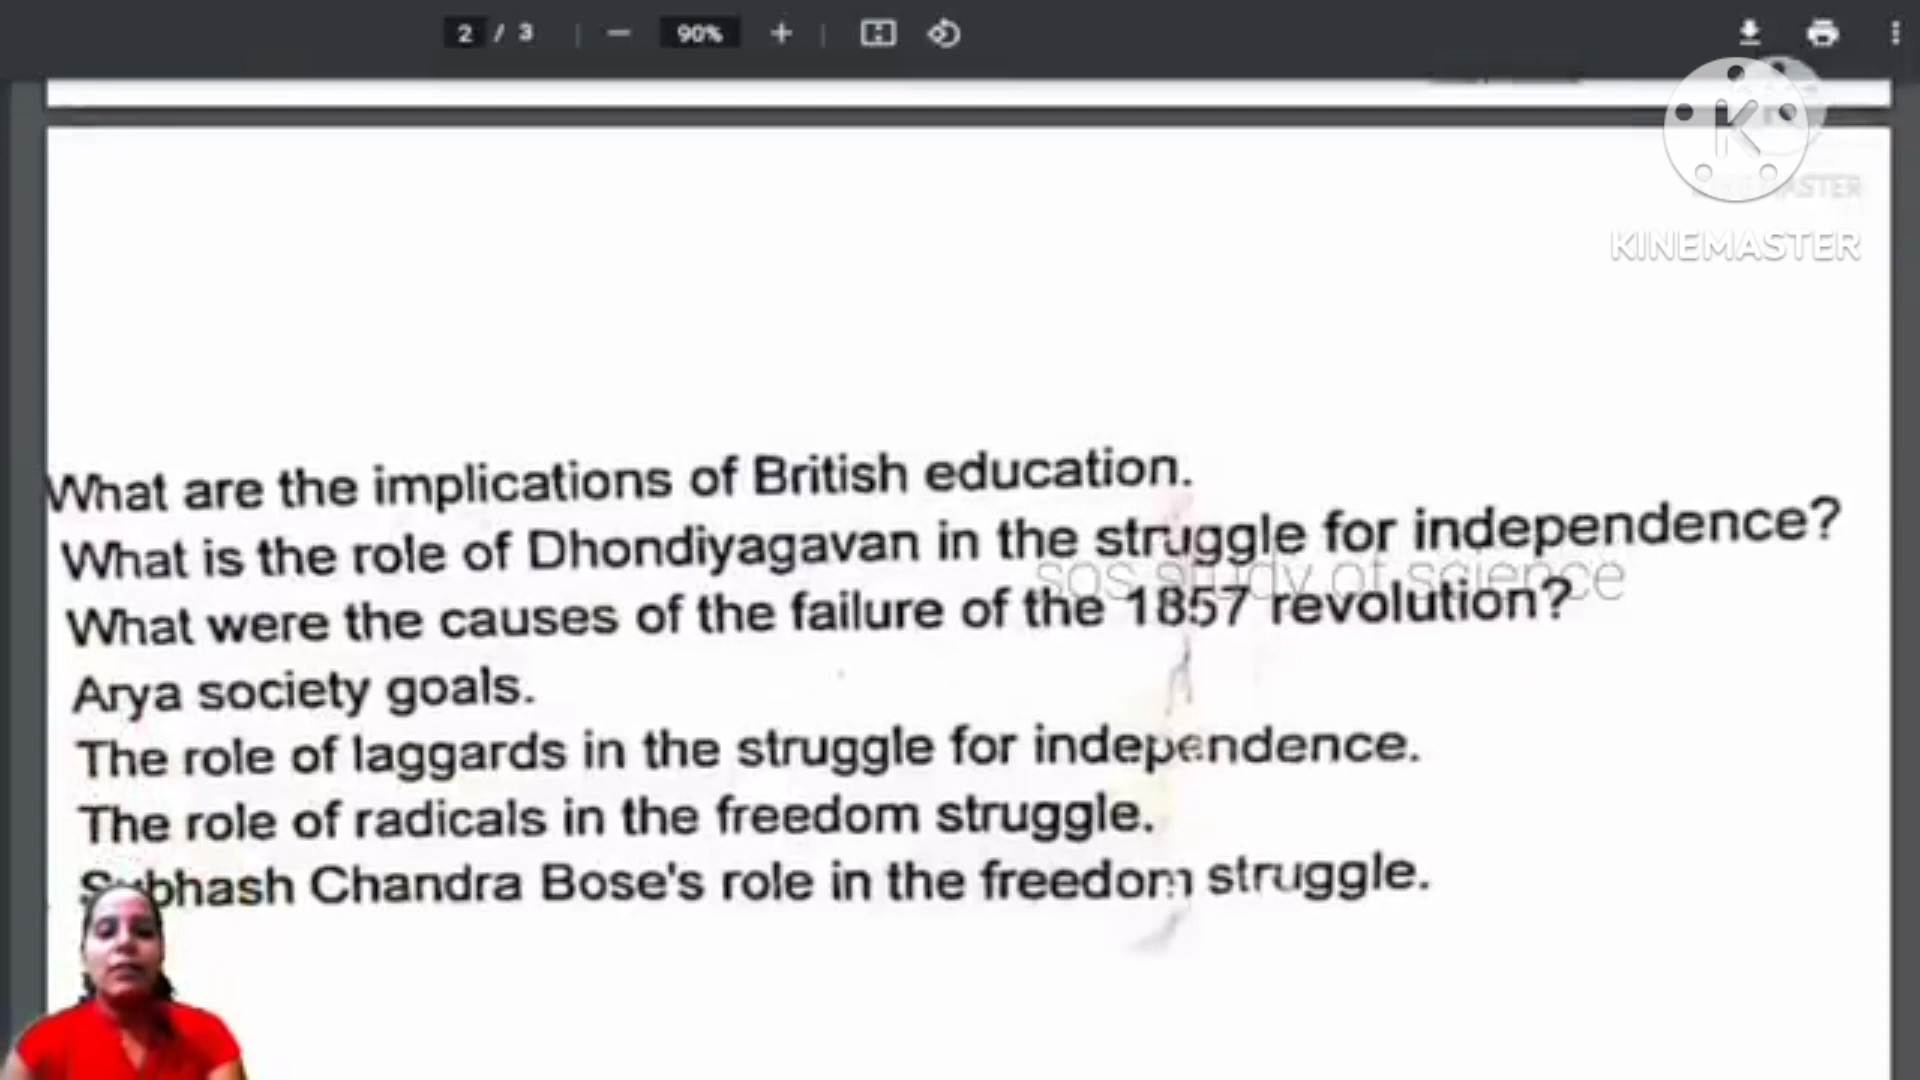 2 / 3
90%
KINEMASTER
What are the implications of British education.
What is the role of Dhondiyagavan in the struggle for independence?
sos study of science
What were the causes of the failure of the 1857 revolution?
Arya society goals.
The role of laggards in the struggle for independence.
The role of radicals in the freedom struggle.
Subhash Chandra Bose's role in the freedom struggle.